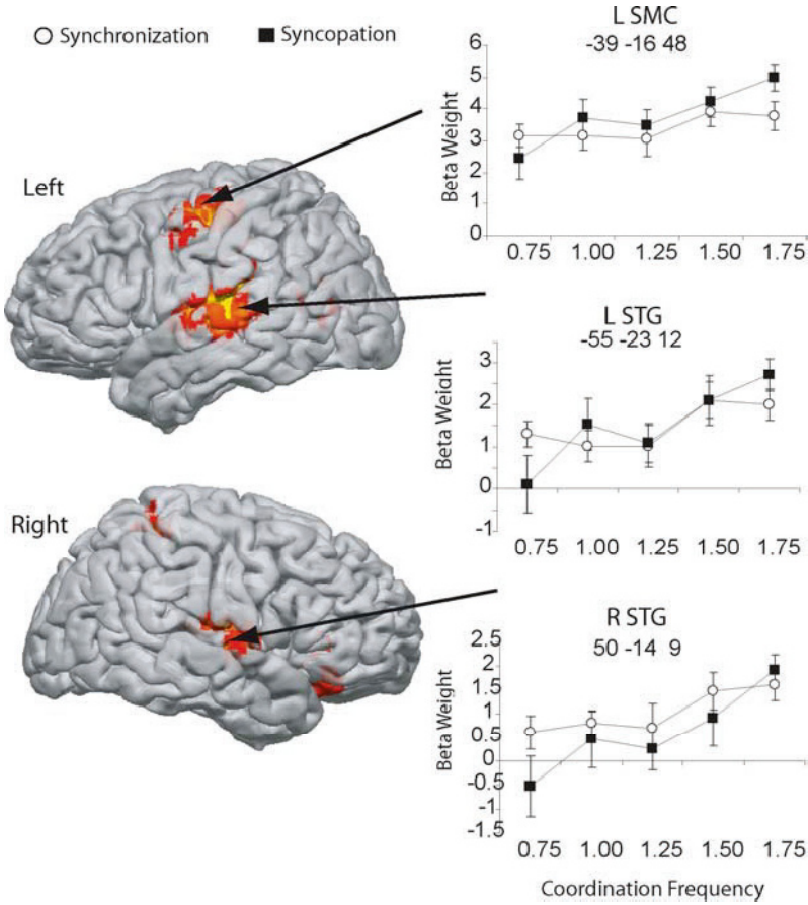 Synchronization
Syncopation
Left
Right
L SMC
-39 -16 48
Beta Weight
6
5
4
3
2
1
0
0.75 1.00 1.25 1.50 1.75
L STG
-55 -23 12
Beta Weight
3
2
1
0
-1
0.75 1.00 1.25 1.50 1.75
R STG
50 -14 9
Beta Weight
2.5
2
1.5
1
0.5
0
-0.5
-1
-1.5
0.75 1.00 1.25 1.50 1.75
Coordination Frequency